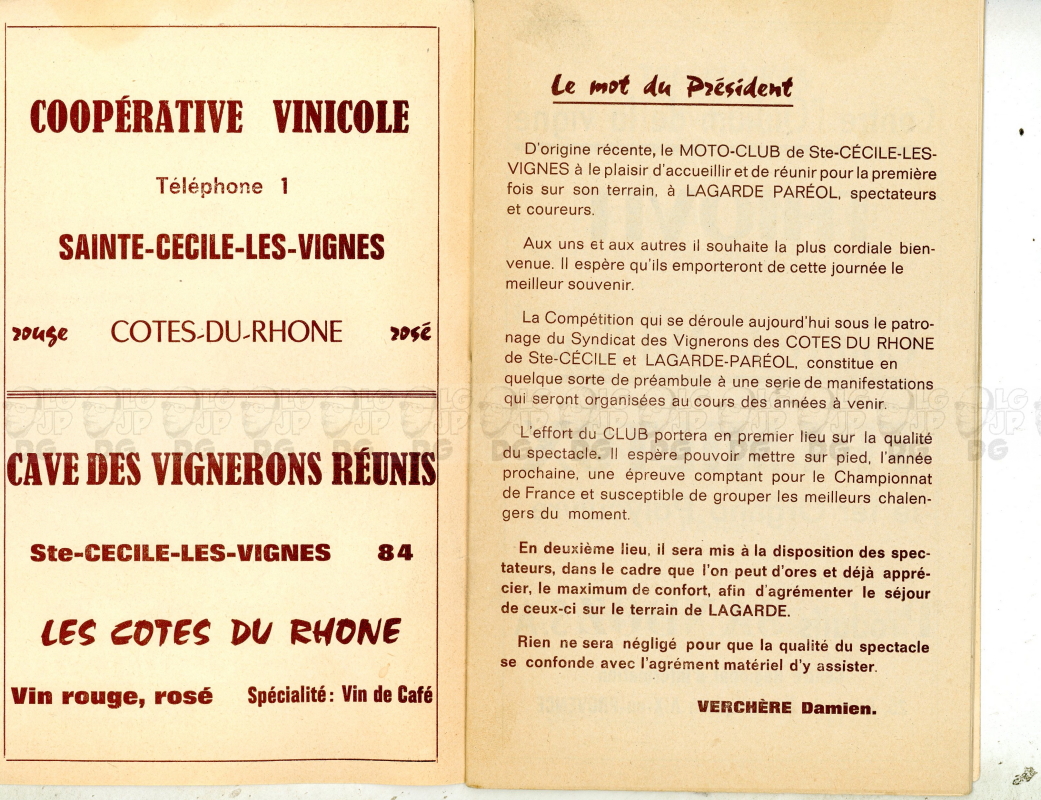 COOPÉRATIVE VINICOLE
Téléphone 1
SAINTE-CECILE-LES-VIGNES
rouge COTES-DU-RHONE rosé
CAVE DES VIGNERONS RÉUNIS
Ste-CECILE-LES-VIGNES 84
LES COTES DU RHONE
Vin rouge, rosé Spécialité: Vin de Café
Le mot du Président
D'origine récente, le MOTO-CLUB de Ste-CÉCILE-LES-
VIGNES à le plaisir d'accueillir et de réunir pour la première
fois sur son terrain, à LAGARDE PARÉOL, spectateurs
et coureurs.
Aux uns et aux autres il souhaite la plus cordiale bien-
venue. Il espère qu'ils emporteront de cette journée le
meilleur souvenir.
La Compétition qui se déroule aujourd'hui sous le patro-
nage du Syndicat des Vignerons des COTES DU RHONE
de Ste-CÉCILE et LAGARDE-PARÉOL, constitue en
quelque sorte de préambule à une serie de manifestations
qui seront organisées au cours des années à venir.
L'effort du CLUB portera en premier lieu sur la qualité
du spectacle. Il espère pouvoir mettre sur pied, l'année
prochaine, une épreuve comptant pour le Championnat
de France et susceptible de grouper les meilleurs chalen-
gers du moment.
En deuxième lieu, il sera mis à la disposition des spec-
tateurs, dans le cadre que l'on peut d'ores et déjà appré-
cier, le maximum de confort, afin d'agrémenter le séjour
de ceux-ci sur le terrain de LAGARDE.
Rien ne sera négligé pour que la qualité du spectacle
se confonde avec l'agrément matériel d'y assister.
VERCHÈRE Damien.